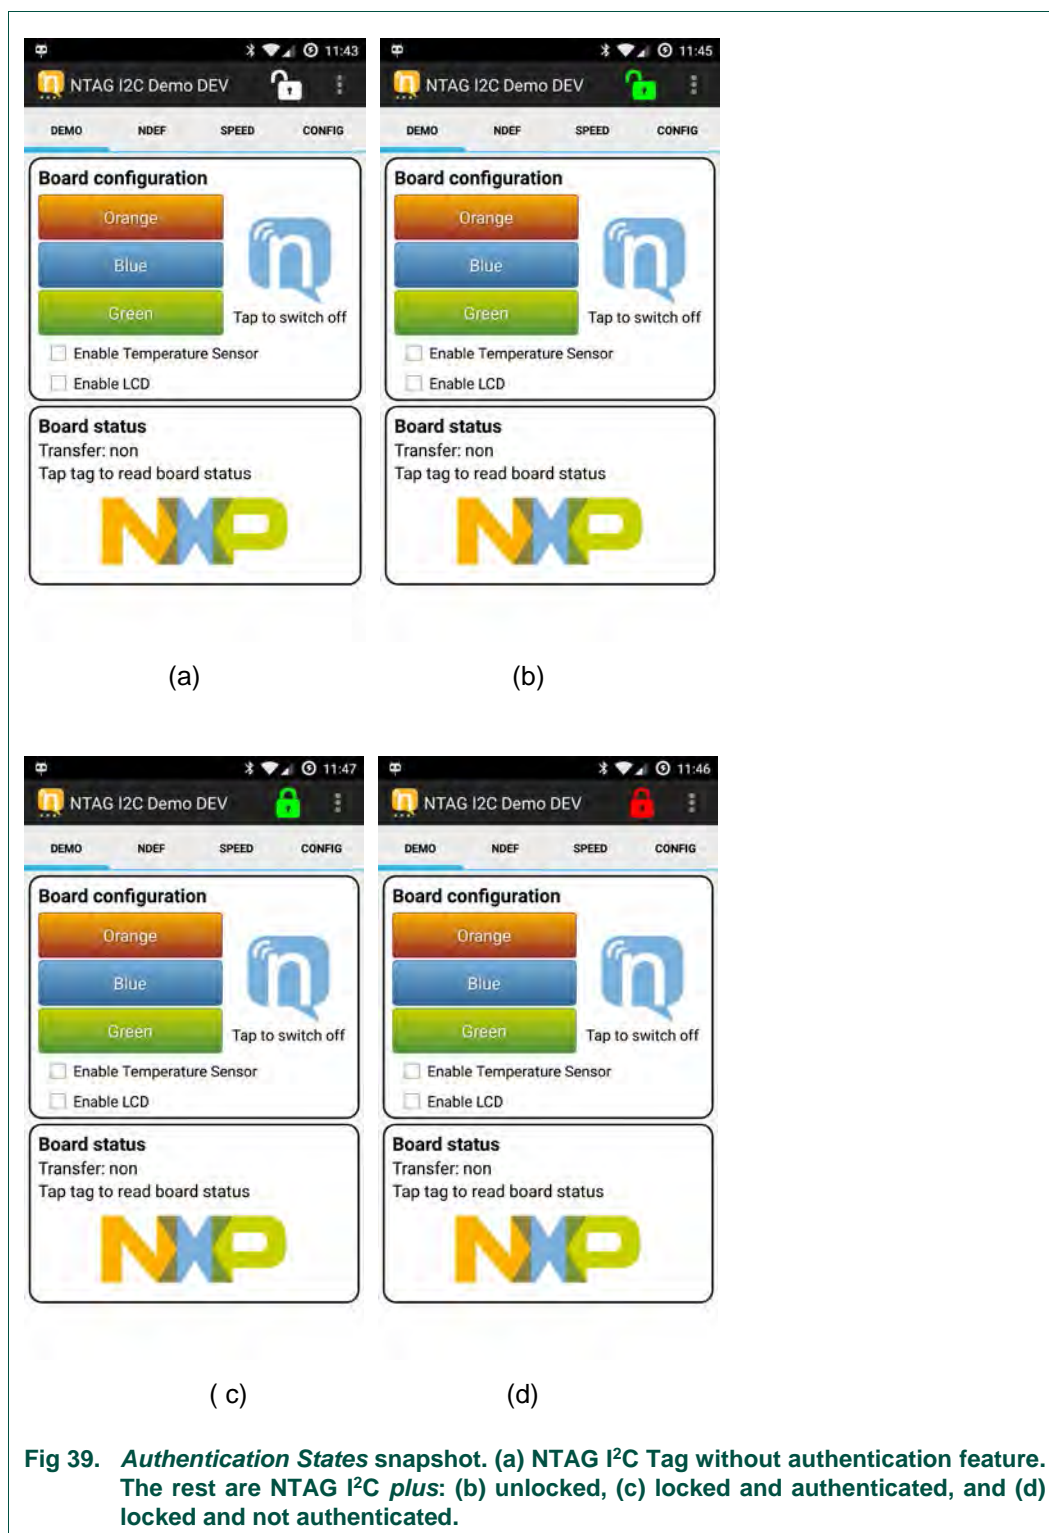 11:43
NTAG I2C Demo DEV
DEMO NDEF SPEED CONFIG
Board configuration
Orange
Blue
Green
Tap to switch off
Enable Temperature Sensor
Enable LCD
Board status
Transfer: non
Tap tag to read board status
NXP
(a)
11:45
NTAG I2C Demo DEV
DEMO NDEF SPEED CONFIG
Board configuration
Orange
Blue
Green
Tap to switch off
Enable Temperature Sensor
Enable LCD
Board status
Transfer: non
Tap tag to read board status
NXP
(b)
11:47
NTAG I2C Demo DEV
DEMO NDEF SPEED CONFIG
Board configuration
Orange
Blue
Green
Tap to switch off
Enable Temperature Sensor
Enable LCD
Board status
Transfer: non
Tap tag to read board status
NXP
( c)
11:46
NTAG I2C Demo DEV
DEMO NDEF SPEED CONFIG
Board configuration
Orange
Blue
Green
Tap to switch off
Enable Temperature Sensor
Enable LCD
Board status
Transfer: non
Tap tag to read board status
NXP
(d)
Fig 39. Authentication States snapshot. (a) NTAG I²C Tag without authentication feature.
The rest are NTAG I²C plus: (b) unlocked, (c) locked and authenticated, and (d)
locked and not authenticated.